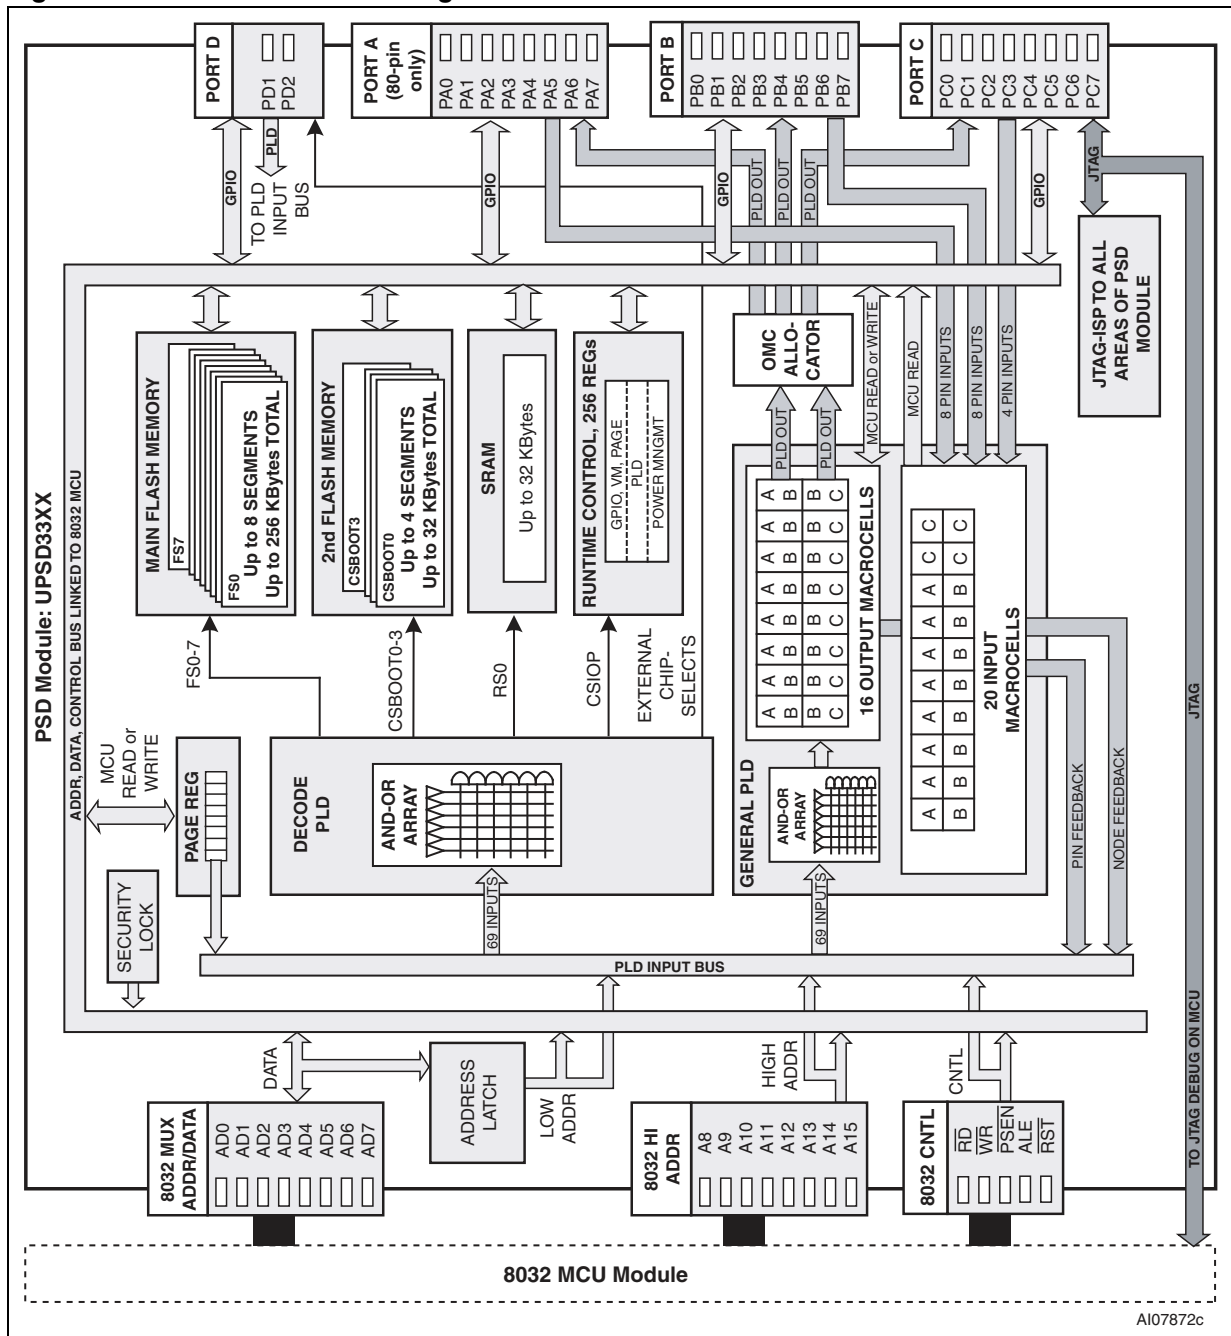 PORT D
PD1
PD2
PORT A
(80-pin
only)
PA0
PA1
PA2
PA3
PA4
PA5
PA6
PA7
PORT B
PB0
PB1
PB2
PB3
PB4
PB5
PB6
PB7
PORT C
PC0
PC1
PC2
PC3
PC4
PC5
PC6
PC7
GPIO
PLD
TO PLD
INPUT
BUS
GPIO
PLD OUT
PLD OUT
PLD OUT
GPIO
GPIO
JTAG
JTAG-ISP TO ALL
AREAS OF PSD
MODULE
PSD Module: UPSD33XX
ADDR, DATA, CONTROL BUS LINKED TO 8032 MCU
MAIN FLASH MEMORY
FS7
FS0
Up to 8 SEGMENTS
Up to 256 KBytes TOTAL
2nd FLASH MEMORY
CSBOOT3
CSBOOT0
Up to 4 SEGMENTS
Up to 32 KBytes TOTAL
SRAM
Up to 32 KBytes
RUNTIME CONTROL, 256 REGs
GPIO, VM, PAGE
PLD
POWER MNGMT
OMC
ALLO-
CATOR
MCU READ or WRITE
MCU READ
8 PIN INPUTS
8 PIN INPUTS
4 PIN INPUTS
PLD OUT
PLD OUT
FS0-7
CSBOOT0-3
RS0
CSIOP
EXTERNAL
CHIP-
SELECTS
GENERAL PLD
A A A A A A A A
B B B B B B B B
B B B B B B B B
C C C C C C C C
16 OUTPUT MACROCELLS
A A A A A A A A C C
B B B B B B B B C C
20 INPUT
MACROCELLS
AND-OR
ARRAY
69 INPUTS
PIN FEEDBACK
NODE FEEDBACK
JTAG
MCU
READ or
WRITE
PAGE REG
DECODE
PLD
AND-OR
ARRAY
69 INPUTS
SECURITY
LOCK
PLD INPUT BUS
DATA
ADDRESS
LATCH
LOW
ADDR
HIGH
ADDR
CNTL
8032 MUX
ADDR/DATA
AD0
AD1
AD2
AD3
AD4
AD5
AD6
AD7
8032 HI
ADDR
A8
A9
A10
A11
A12
A13
A14
A15
8032 CNTL
RD
WR
PSEN
ALE
RST
TO JTAG DEBUG ON MCU
8032 MCU Module
AI07872c